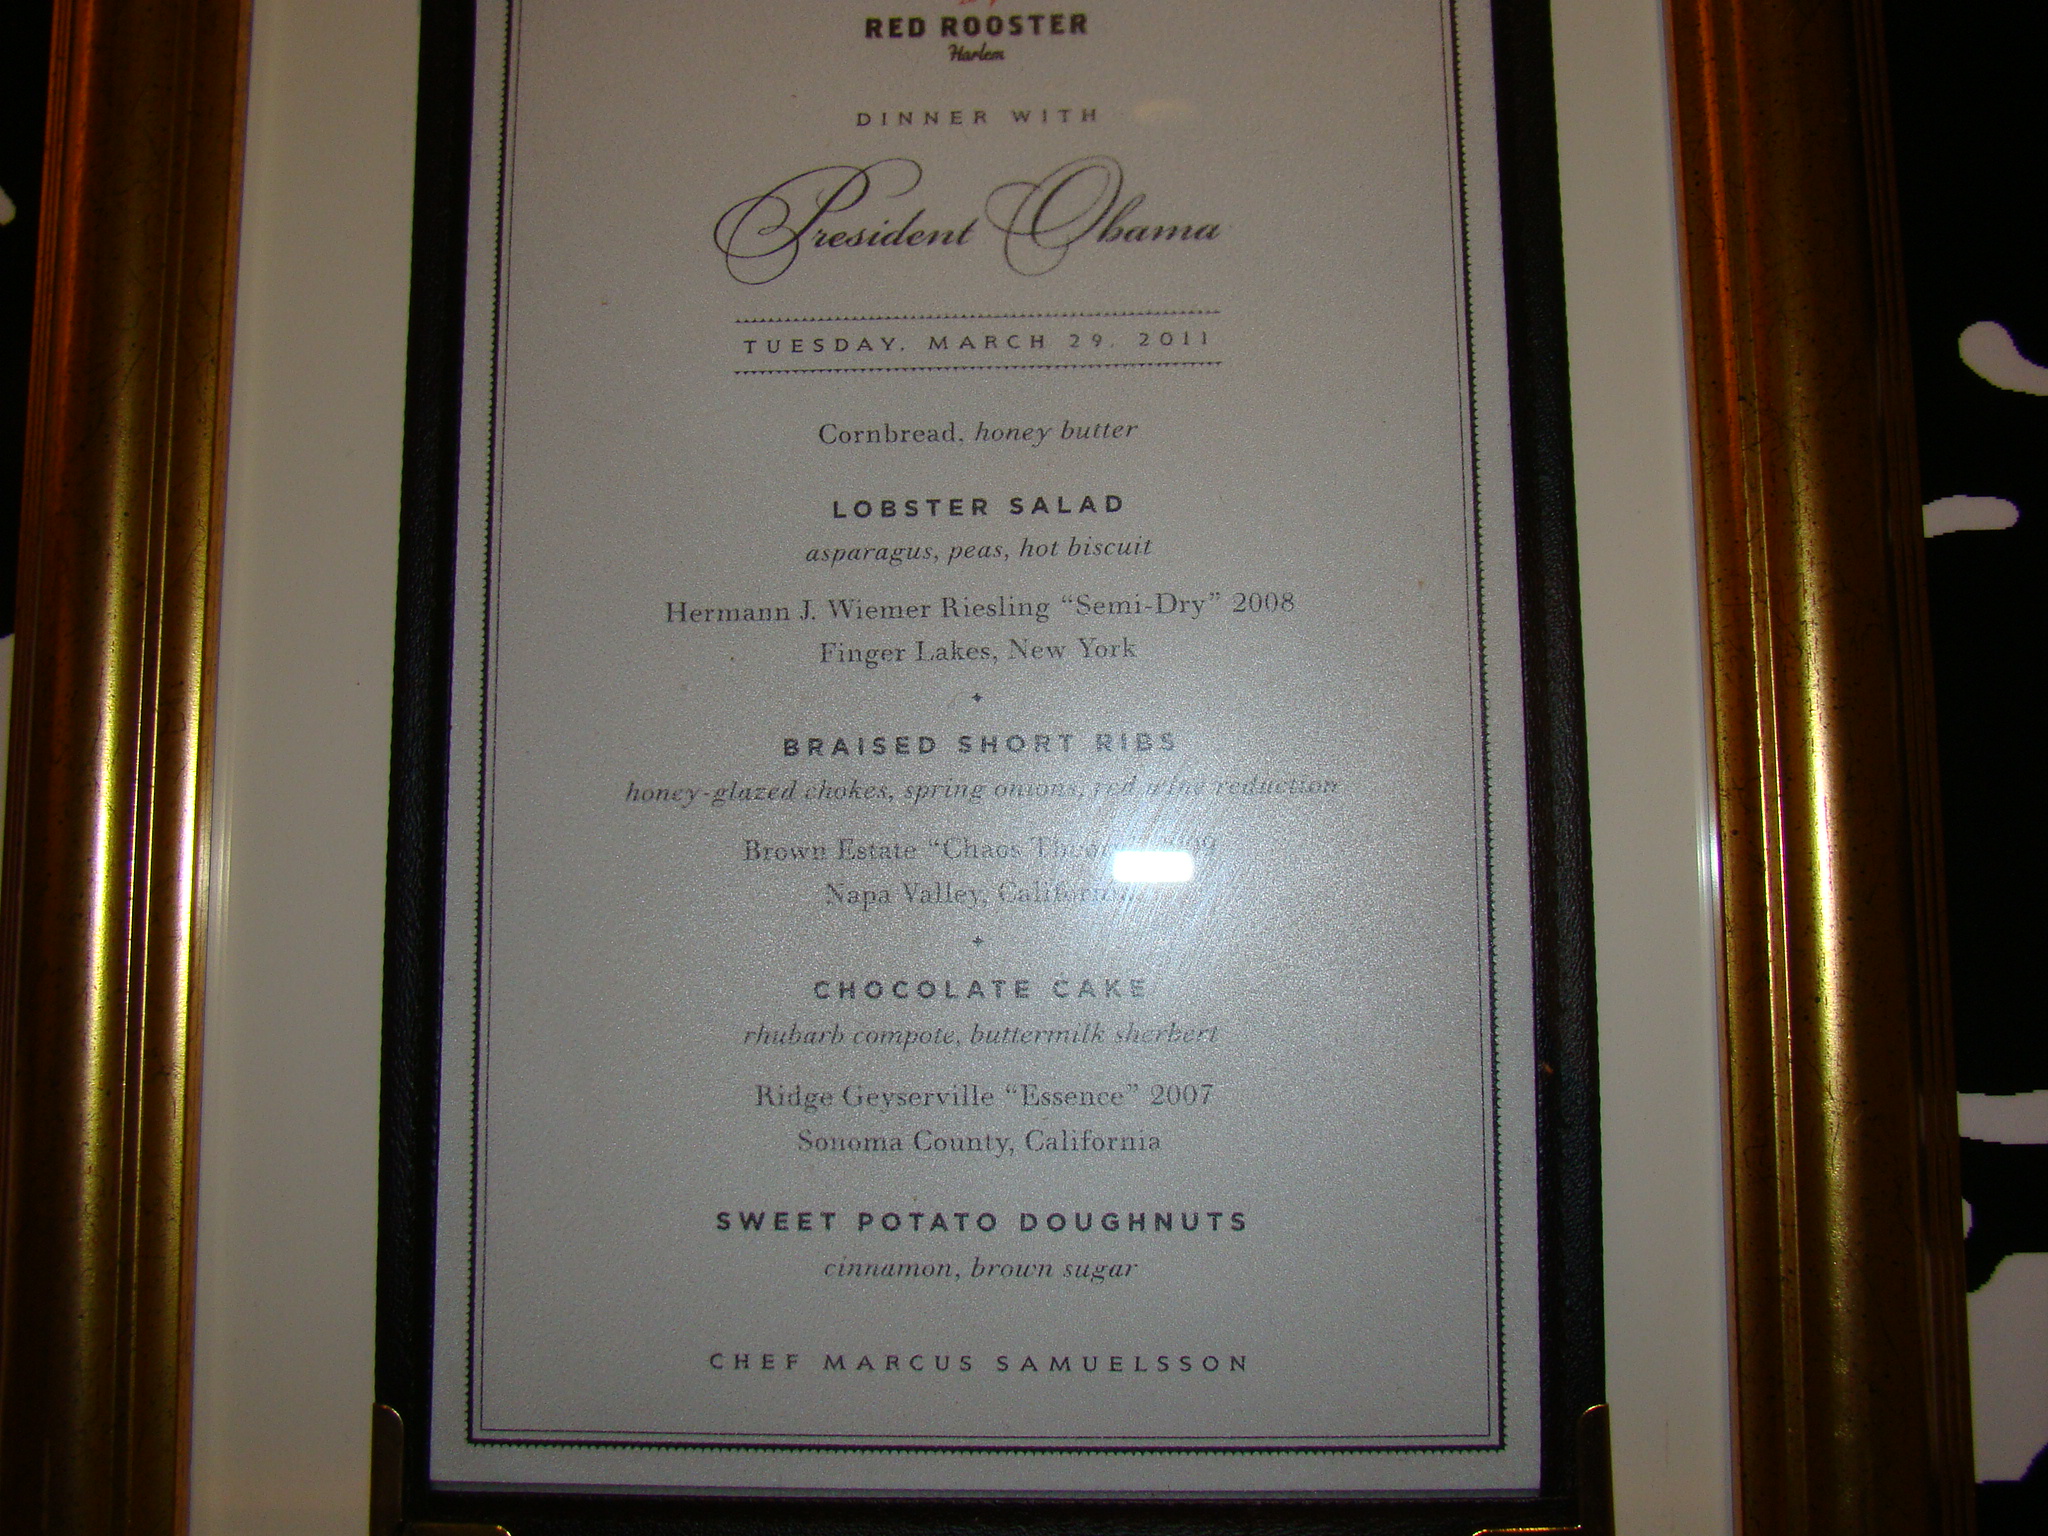 RED ROOSTER
Harlem
DINNER WITH
President Obama
TUESDAY, MARCH 29, 2011
Cornbread, honey butter
LOBSTER SALAD
asparagus, peas, hot biscuit
Hermann J. Wiemer Riesling “Semi-Dry” 2008
Finger Lakes, New York
BRAISED SHORT RIBS
honey-glazed chokes, spring onions, red wine reduction
Brown Estate “Chaos Theory”
Napa Valley, California
CHOCOLATE CAKE
rhubarb compote, buttermilk sherbert
Ridge Geyserville “Essence” 2007
Sonoma County, California
SWEET POTATO DOUGHNUTS
cinnamon, brown sugar
CHEF MARCUS SAMUELSSON